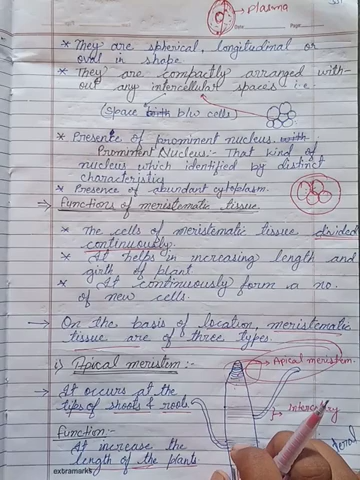 plasma
Date Page
* They are spherical, longitudinal or
oval in shape
* They are compactly arranged with-
out any intercellular spaces i.e
(space b/w cells)
* Presence of prominent nucleus. with
Prominent Nucleus:- That kind of
nucleus which identified by distinct
characteristics
* Presence of abundant cytoplasm.
→ Functions of meristematic tissue
* The cells of meristematic tissue divided
continuously.
* It helps in increasing length and
girth of plant
* It continuously form a no.
of new cells.
→ On the basis of location, meristematic
tissue are of three types.
i) Apical meristem :-
Apical meristem.
→ It occurs at the
tips of shoots & roots.
Function:-
It increase the
length of the plants.
extramarks